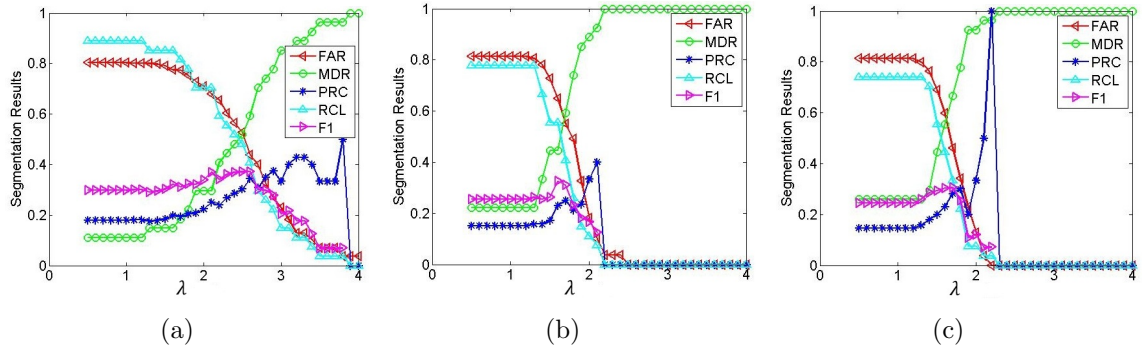 1
0.8
0.6
0.4
0.2
0
Segmentation Results
0 1 2 3 4
λ
FAR
MDR
PRC
RCL
F1
(a)
1
0.8
0.6
0.4
0.2
0
Segmentation Results
0 1 2 3 4
λ
FAR
MDR
PRC
RCL
F1
(b)
1
0.8
0.6
0.4
0.2
0
Segmentation Results
0 1 2 3 4
λ
FAR
MDR
PRC
RCL
F1
(c)